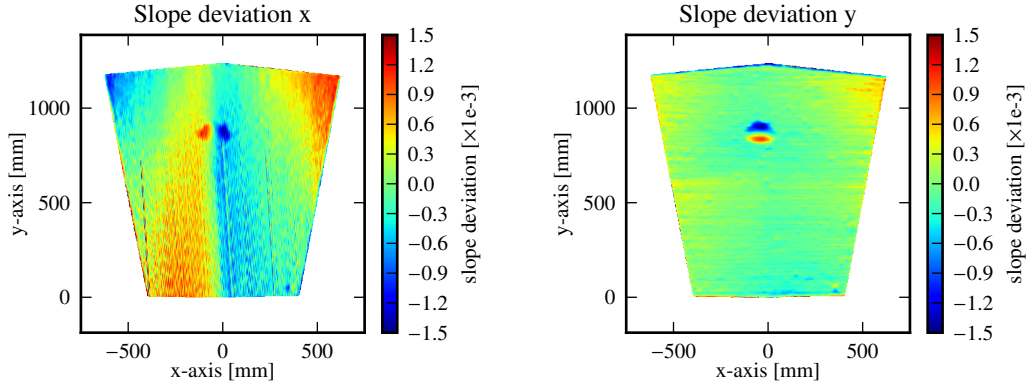 Slope deviation x
1000
500
0
y-axis [mm]
−500 0 500
x-axis [mm]
1.5
1.2
0.9
0.6
0.3
0.0
−0.3
−0.6
−0.9
−1.2
−1.5
slope deviation [×1e-3]
Slope deviation y
1000
500
0
y-axis [mm]
−500 0 500
x-axis [mm]
1.5
1.2
0.9
0.6
0.3
0.0
−0.3
−0.6
−0.9
−1.2
−1.5
slope deviation [×1e-3]